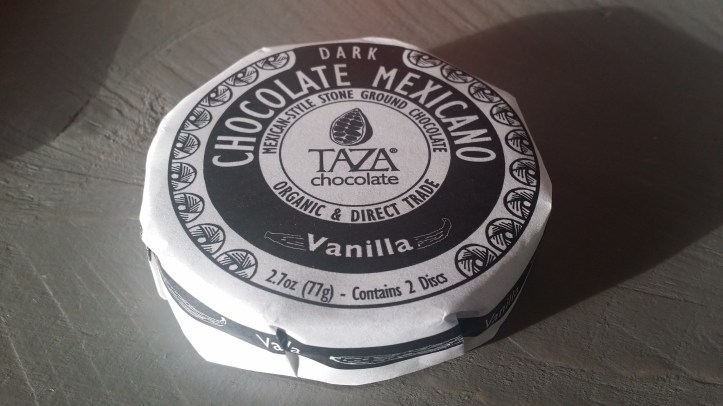 DARK
CHOCOLATE MEXICANO
MEXICAN-STYLE STONE GROUND CHOCOLATE
TAZA®
chocolate
ORGANIC & DIRECT TRADE
Vanilla
2.7oz (77g) - Contains 2 Discs
Vanilla